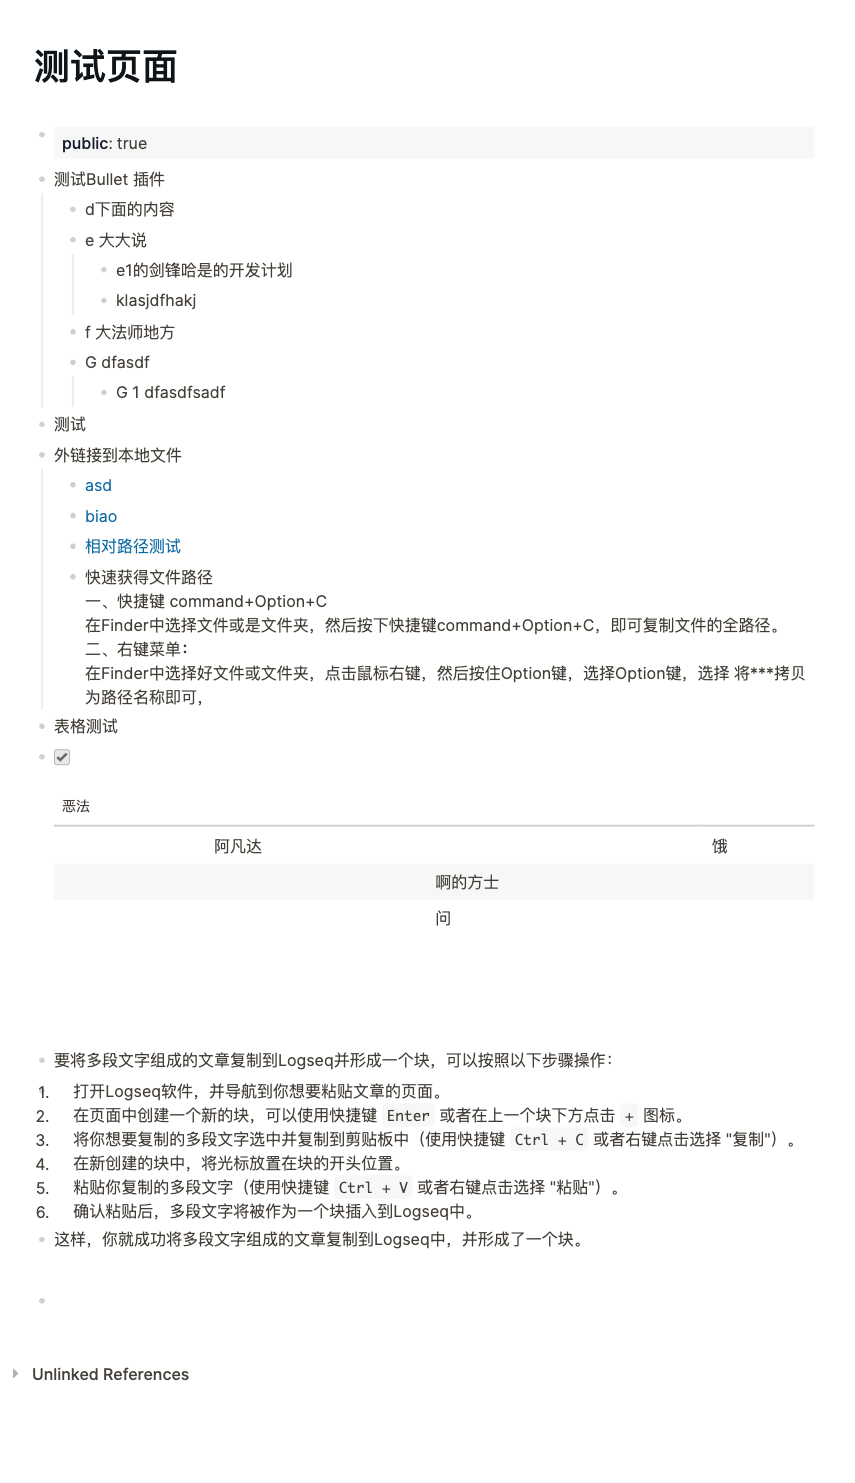 测试页面
public: true
测试Bullet 插件
d下面的内容
e 大大说
e1的剑锋哈是的开发计划
klasjdfhakj
f 大法师地方
G dfasdf
G 1 dfasdfsadf
测试
外链接到本地文件
asd
biao
相对路径测试
快速获得文件路径
一、快捷键 command+Option+C
在Finder中选择文件或是文件夹，然后按下快捷键command+Option+C，即可复制文件的全路径。
二、右键菜单：
在Finder中选择好文件或文件夹，点击鼠标右键，然后按住Option键，选择Option键，选择 将***拷贝
为路径名称即可，
表格测试
恶法
阿凡达 饿
啊的方士
问
要将多段文字组成的文章复制到Logseq并形成一个块，可以按照以下步骤操作：
1. 打开Logseq软件，并导航到你想要粘贴文章的页面。
2. 在页面中创建一个新的块，可以使用快捷键 Enter 或者在上一个块下方点击 + 图标。
3. 将你想要复制的多段文字选中并复制到剪贴板中（使用快捷键 Ctrl + C 或者右键点击选择 "复制"）。
4. 在新创建的块中，将光标放置在块的开头位置。
5. 粘贴你复制的多段文字（使用快捷键 Ctrl + V 或者右键点击选择 "粘贴"）。
6. 确认粘贴后，多段文字将被作为一个块插入到Logseq中。
这样，你就成功将多段文字组成的文章复制到Logseq中，并形成了一个块。
Unlinked References